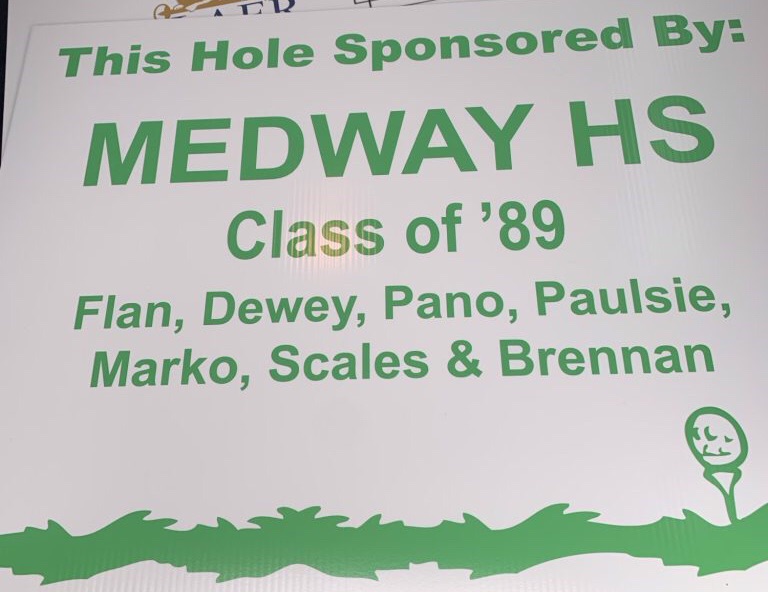 This Hole Sponsored By:
MEDWAY HS
Class of ’89
Flan, Dewey, Pano, Paulsie,
Marko, Scales & Brennan